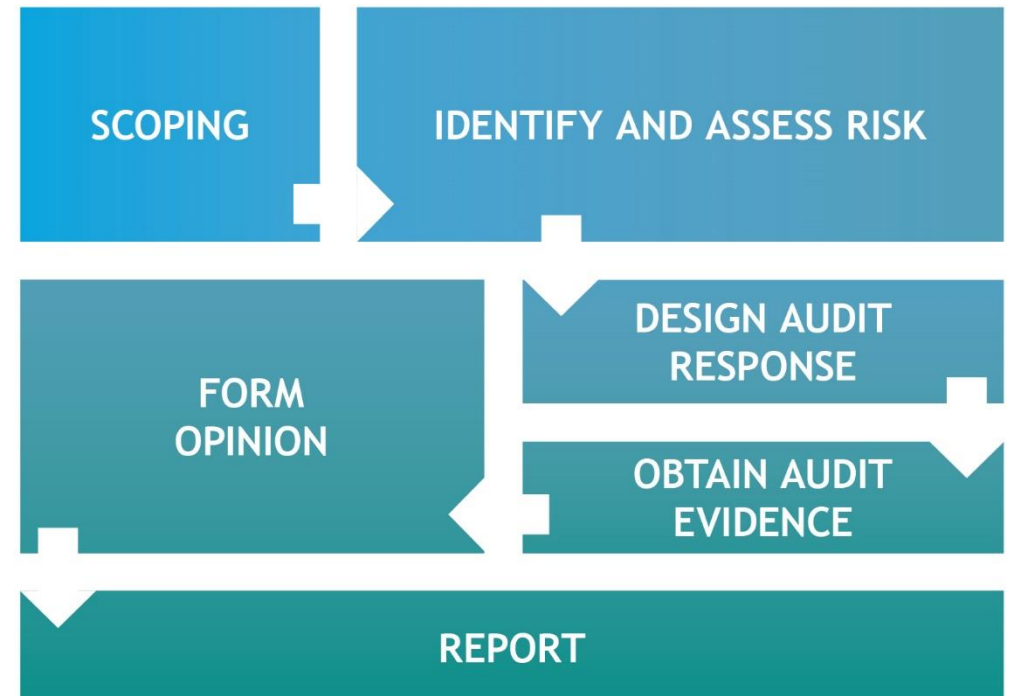 SCOPING
IDENTIFY AND ASSESS RISK
DESIGN AUDIT
RESPONSE
OBTAIN AUDIT
EVIDENCE
FORM
OPINION
REPORT